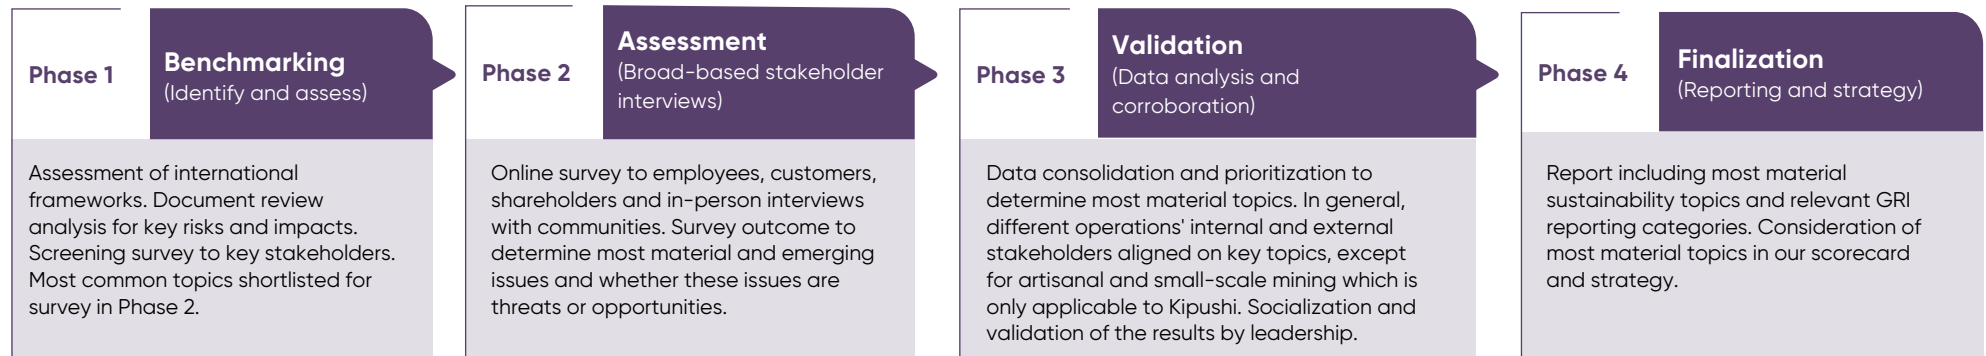 Phase 1
Benchmarking
(Identify and assess)
Assessment of international
frameworks. Document review
analysis for key risks and impacts.
Screening survey to key stakeholders.
Most common topics shortlisted for
survey in Phase 2.
Phase 2
Assessment
(Broad-based stakeholder
interviews)
Online survey to employees, customers,
shareholders and in-person interviews
with communities. Survey outcome to
determine most material and emerging
issues and whether these issues are
threats or opportunities.
Phase 3
Validation
(Data analysis and
corroboration)
Data consolidation and prioritization to
determine most material topics. In general,
different operations' internal and external
stakeholders aligned on key topics, except
for artisanal and small-scale mining which is
only applicable to Kipushi. Socialization and
validation of the results by leadership.
Phase 4
Finalization
(Reporting and strategy)
Report including most material
sustainability topics and relevant GRI
reporting categories. Consideration of
most material topics in our scorecard
and strategy.